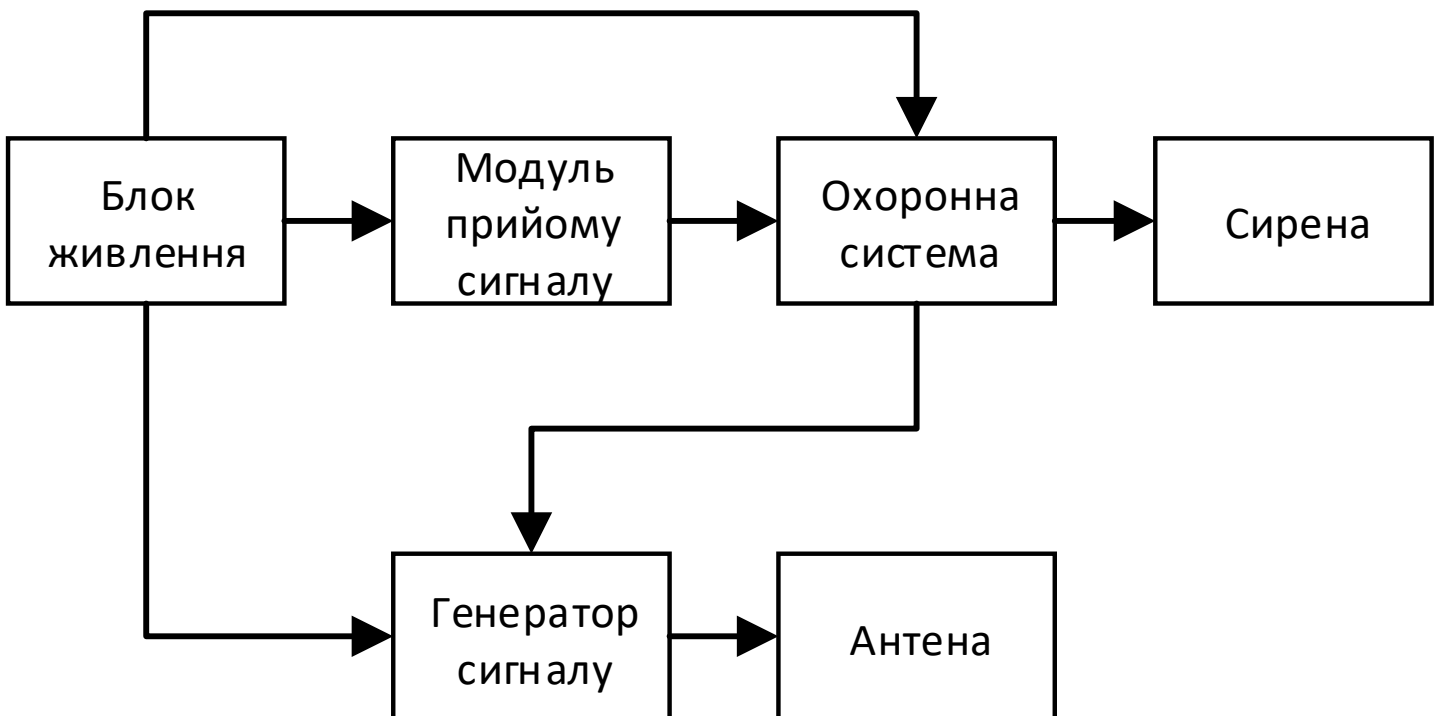 Блок
живлення
Модуль
прийому
сигналу
Охоронна
система
Сирена
Генератор
сигналу
Антена